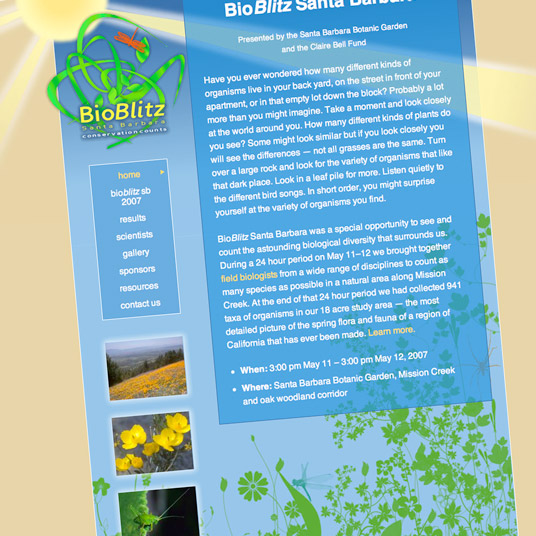 BioBlitz Santa Barbara
Presented by the Santa Barbara Botanic Garden
and the Claire Bell Fund
BioBlitz
Santa Barbara
conservation counts
home
bioblitz sb
2007
results
scientists
gallery
sponsors
resources
contact us
Have you ever wondered how many different kinds of
organisms live in your back yard, on the street in front of your
apartment, or in that empty lot down the block? Probably a lot
more than you might imagine. Take a moment and look closely
at the world around you. How many different kinds of plants do
you see? Some might look similar but if you look closely you
will see the differences — not all grasses are the same. Turn
over a large rock and look for the variety of organisms that like
that dark place. Look in a leaf pile for more. Listen quietly to
the different bird songs. In short order, you might surprise
yourself at the variety of organisms you find.
BioBlitz Santa Barbara was a special opportunity to see and
count the astounding biological diversity that surrounds us.
During a 24 hour period on May 11–12 we brought together
field biologists from a wide range of disciplines to count as
many species as possible in a natural area along Mission
Creek. At the end of that 24 hour period we had collected 941
taxa of organisms in our 18 acre study area — the most
detailed picture of the spring flora and fauna of a region of
California that has ever been made. Learn more.
• When: 3:00 pm May 11 – 3:00 pm May 12, 2007
• Where: Santa Barbara Botanic Garden, Mission Creek
and oak woodland corridor